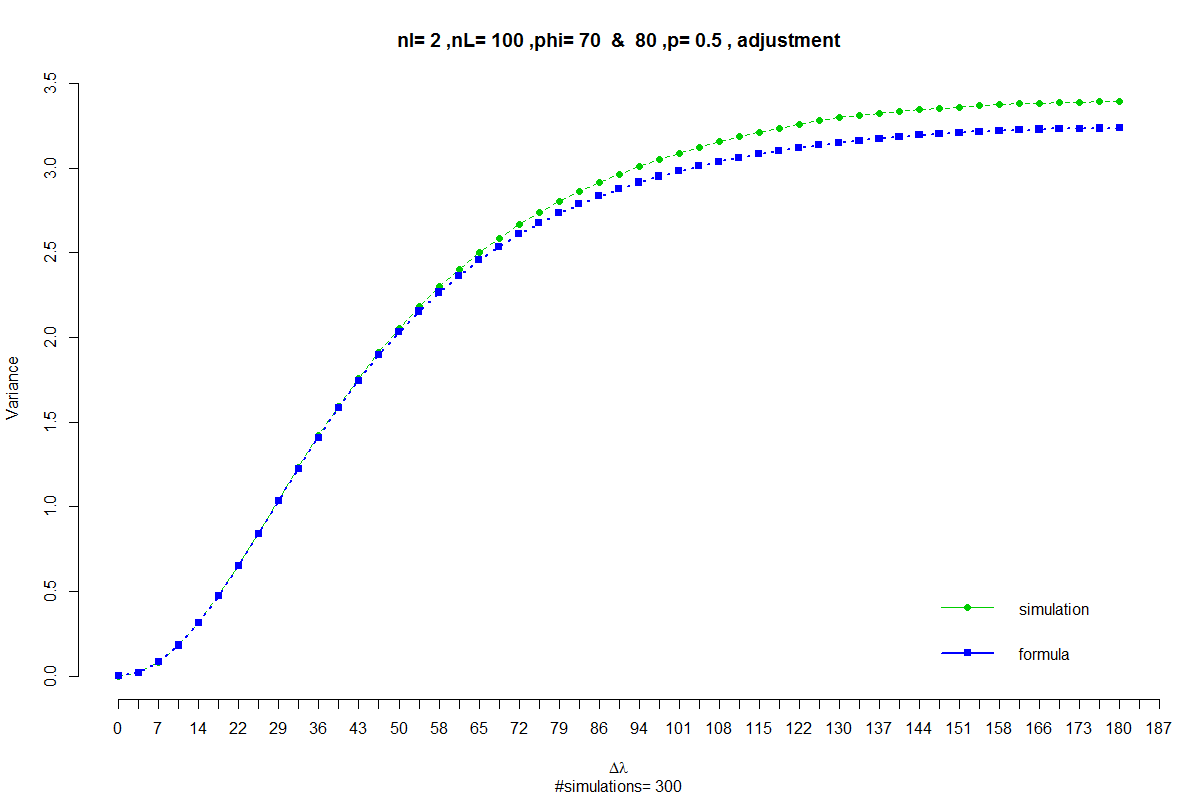 nl= 2 ,nL= 100 ,phi= 70 & 80 ,p= 0.5 , adjustment
3.5
3.0
2.5
2.0
1.5
1.0
0.5
0.0
Variance
simulation
formula
0 7 14 22 29 36 43 50 58 65 72 79 86 94 101 108 115 122 130 137 144 151 158 166 173 180 187
Δλ
#simulations= 300